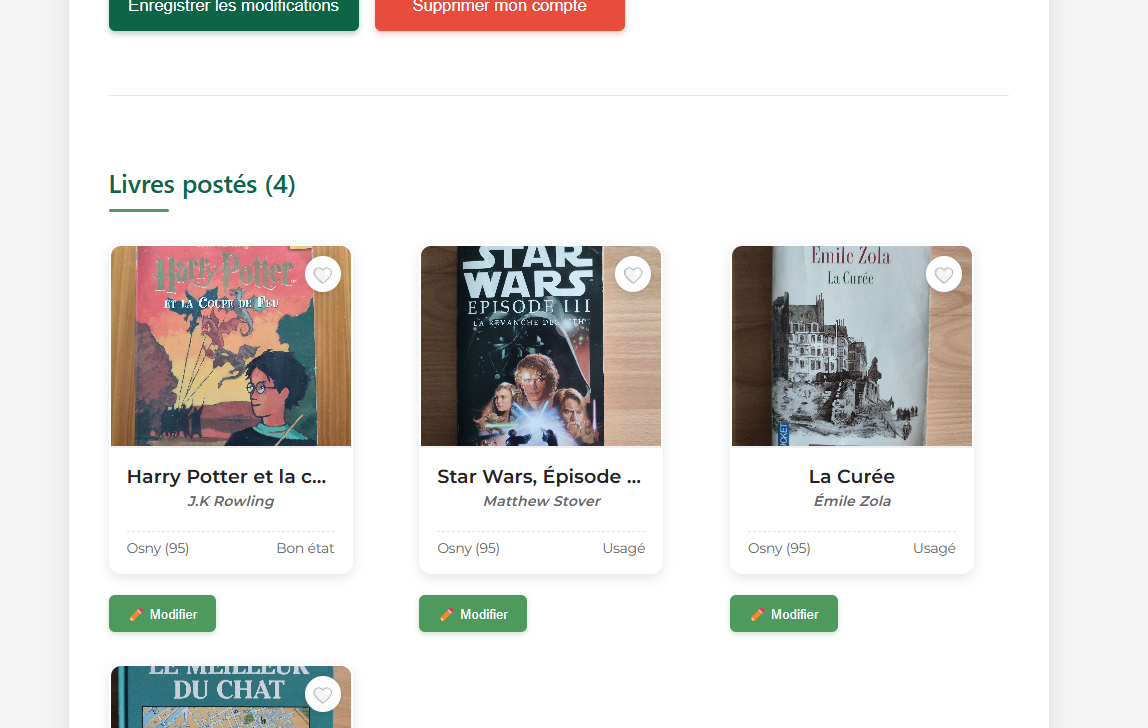 Enregistrer les modifications
Supprimer mon compte
Livres postés (4)
Harry Potter
ET LA COUPE DE FEU
STAR
WARS
EPISODE III
LA REVANCHE DES SITH
Emile Zola
La Curée
POCKET
Harry Potter et la c...
J.K Rowling
Osny (95)
Bon état
Star Wars, Épisode ...
Matthew Stover
Osny (95)
Usagé
La Curée
Émile Zola
Osny (95)
Usagé
Modifier
Modifier
Modifier
LE MEILLEUR
DU CHAT